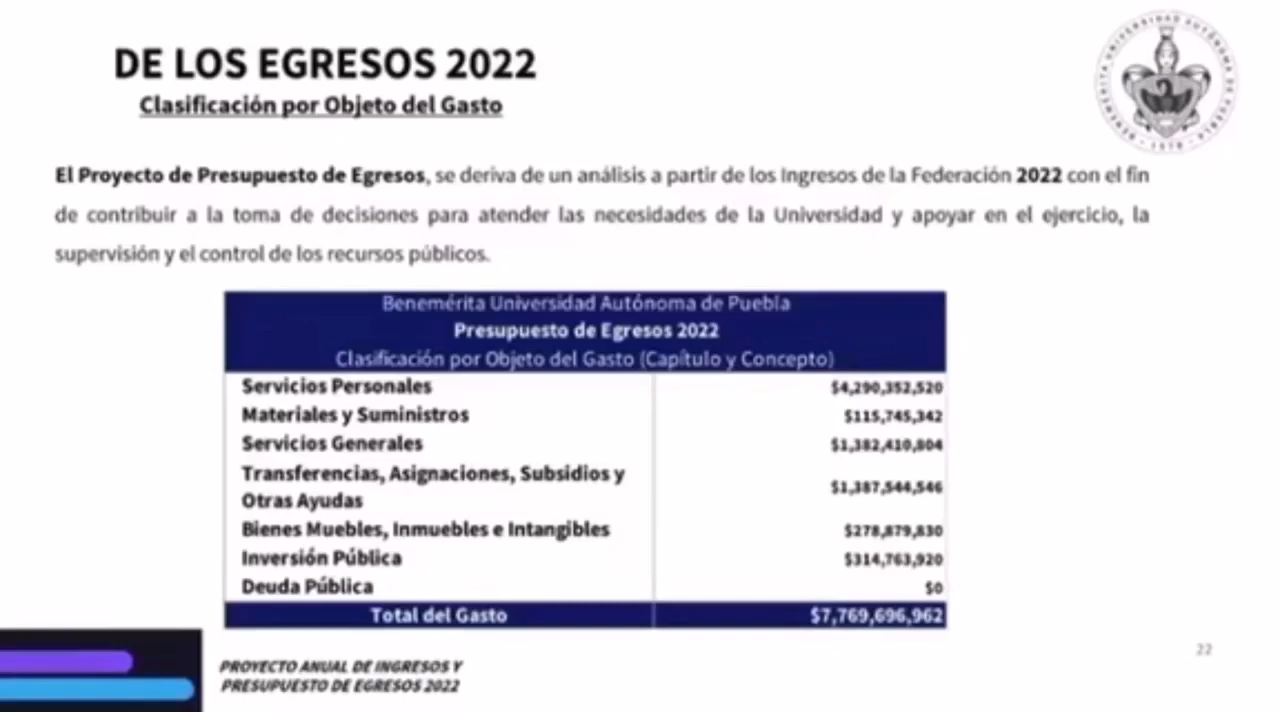 DE LOS EGRESOS 2022
Clasificación por Objeto del Gasto
BENEMÉRITA UNIVERSIDAD AUTÓNOMA DE PUEBLA
El Proyecto de Presupuesto de Egresos, se deriva de un análisis a partir de los Ingresos de la Federación 2022 con el fin
de contribuir a la toma de decisiones para atender las necesidades de la Universidad y apoyar en el ejercicio, la
supervisión y el control de los recursos públicos.
Benemérita Universidad Autónoma de Puebla
Presupuesto de Egresos 2022
Clasificación por Objeto del Gasto (Capítulo y Concepto)
Servicios Personales $4,290,352,520
Materiales y Suministros $115,745,342
Servicios Generales $1,382,410,804
Transferencias, Asignaciones, Subsidios y
Otras Ayudas $1,387,544,546
Bienes Muebles, Inmuebles e Intangibles $278,879,830
Inversión Pública $314,763,920
Deuda Pública $0
Total del Gasto $7,769,696,962
PROYECTO ANUAL DE INGRESOS Y
PRESUPUESTO DE EGRESOS 2022
22